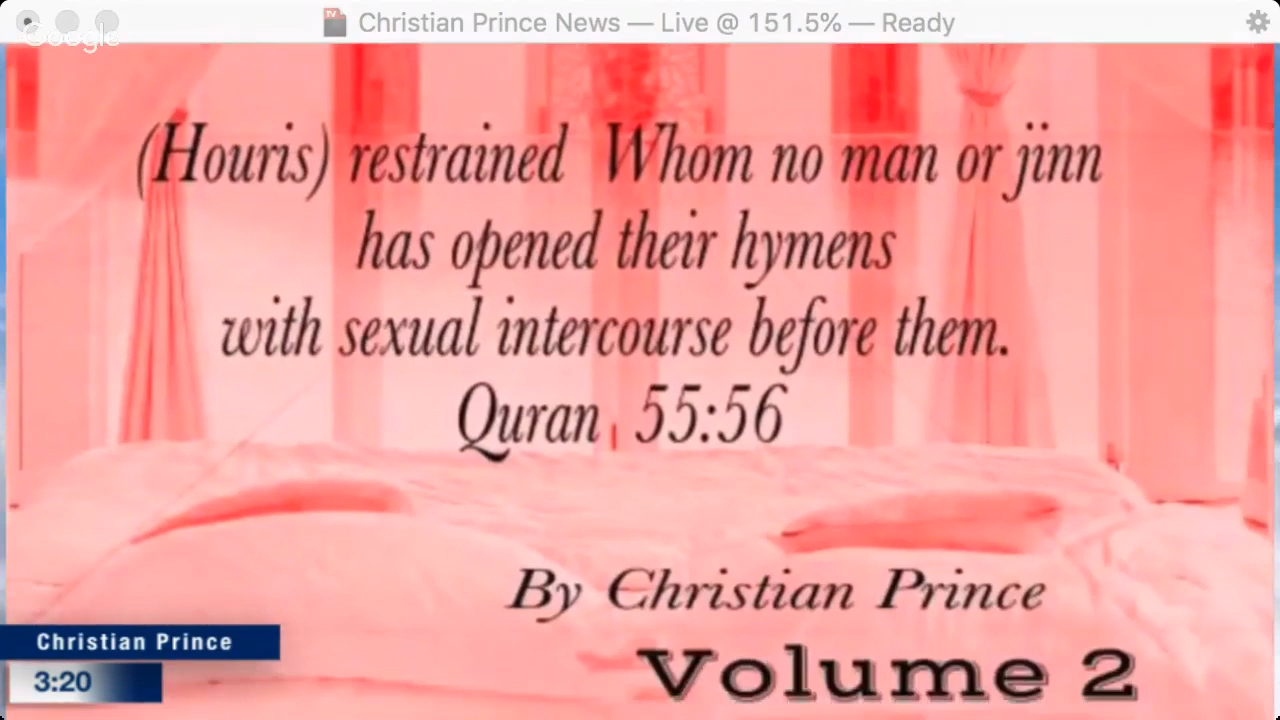 Christian Prince News — Live @ 151.5% — Ready
Google
(Houris) restrained Whom no man or jinn
has opened their hymens
with sexual intercourse before them.
Quran 55:56
By Christian Prince
Volume 2
Christian Prince
3:20